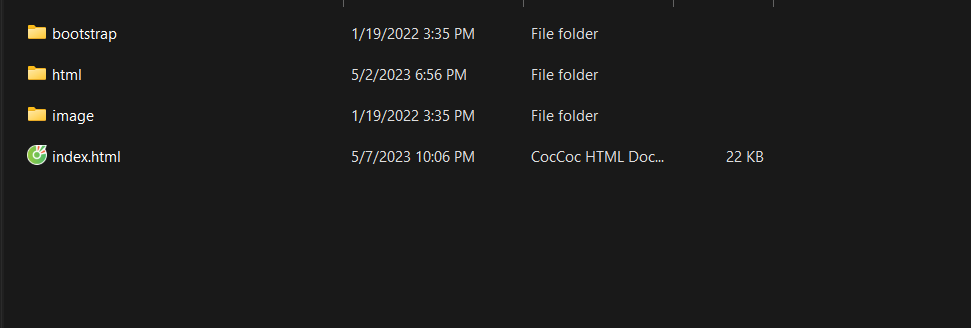 bootstrap 1/19/2022 3:35 PM File folder
html 5/2/2023 6:56 PM File folder
image 1/19/2022 3:35 PM File folder
index.html 5/7/2023 10:06 PM CocCoc HTML Doc... 22 KB